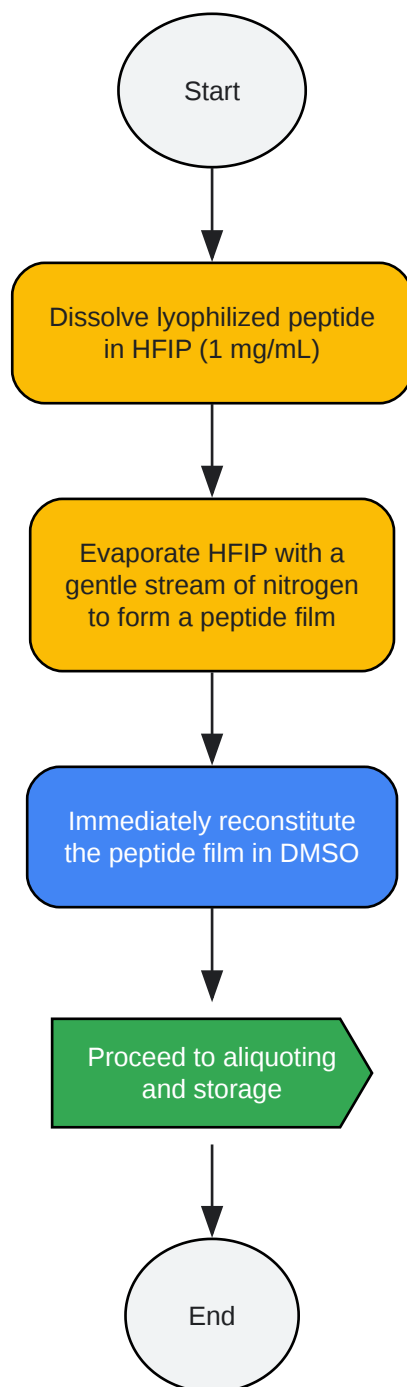 Start
Dissolve lyophilized peptide
in HFIP (1 mg/mL)
Evaporate HFIP with a
gentle stream of nitrogen
to form a peptide film
Immediately reconstitute
the peptide film in DMSO
Proceed to aliquoting
and storage
End